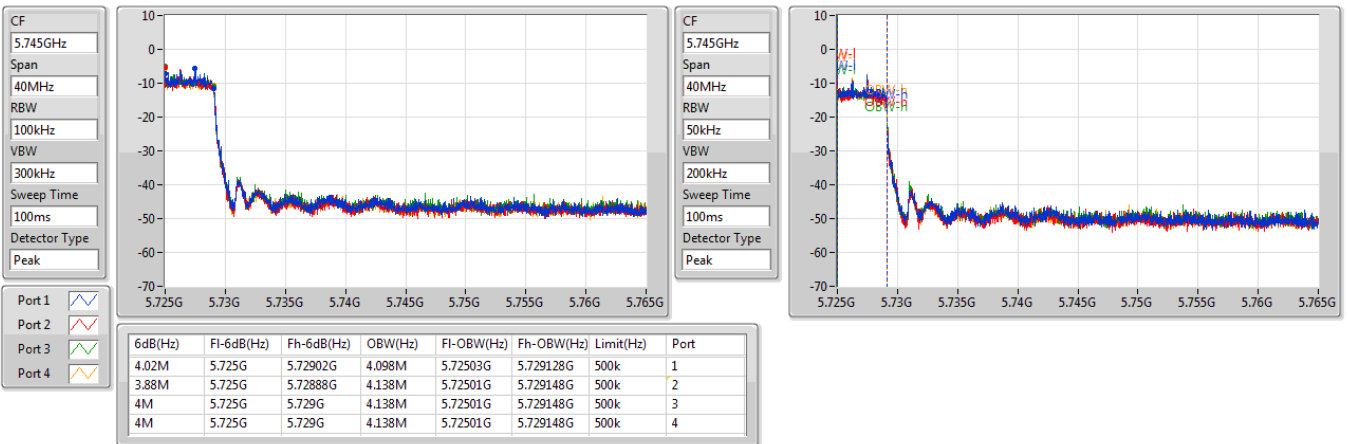 CF
5.745GHz
Span
40MHz
RBW
100kHz
VBW
300kHz
Sweep Time
100ms
Detector Type
Peak
10
0
-10
-20
-30
-40
-50
-60
-70
5.725G 5.73G 5.735G 5.74G 5.745G 5.75G 5.755G 5.76G 5.765G
CF
5.745GHz
Span
40MHz
RBW
50kHz
VBW
200kHz
Sweep Time
100ms
Detector Type
Peak
10
0
-10
-20
-30
-40
-50
-60
-70
5.725G 5.73G 5.735G 5.74G 5.745G 5.75G 5.755G 5.76G 5.765G
OBW-h
Port 1
Port 2
Port 3
Port 4
6dB(Hz) Fl-6dB(Hz) Fh-6dB(Hz) OBW(Hz) Fl-OBW(Hz) Fh-OBW(Hz) Limit(Hz) Port
4.02M 5.725G 5.72902G 4.098M 5.72503G 5.729128G 500k 1
3.88M 5.725G 5.72888G 4.138M 5.72501G 5.729148G 500k 2
4M 5.725G 5.729G 4.138M 5.72501G 5.729148G 500k 3
4M 5.725G 5.729G 4.138M 5.72501G 5.729148G 500k 4